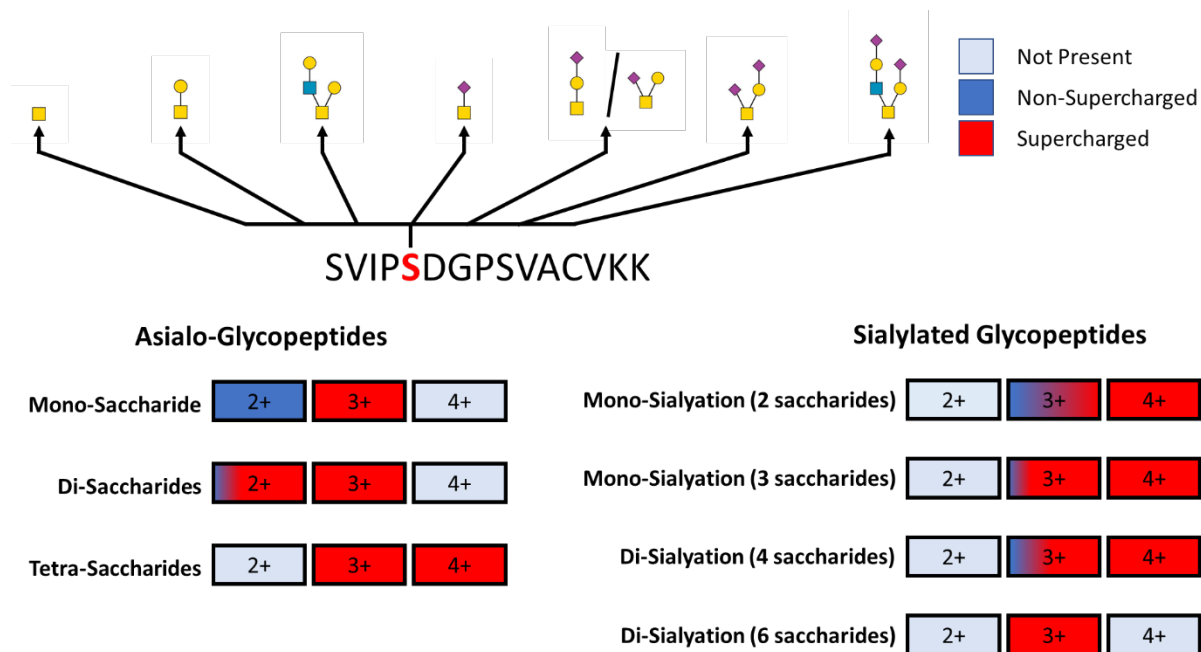 Not Present
Non-Supercharged
Supercharged
SVIPSDGPSVACVKK
Asialo-Glycopeptides
Mono-Saccharide 2+ 3+ 4+
Di-Saccharides 2+ 3+ 4+
Tetra-Saccharides 2+ 3+ 4+
Sialylated Glycopeptides
Mono-Sialyation (2 saccharides) 2+ 3+ 4+
Mono-Sialyation (3 saccharides) 2+ 3+ 4+
Di-Sialyation (4 saccharides) 2+ 3+ 4+
Di-Sialyation (6 saccharides) 2+ 3+ 4+